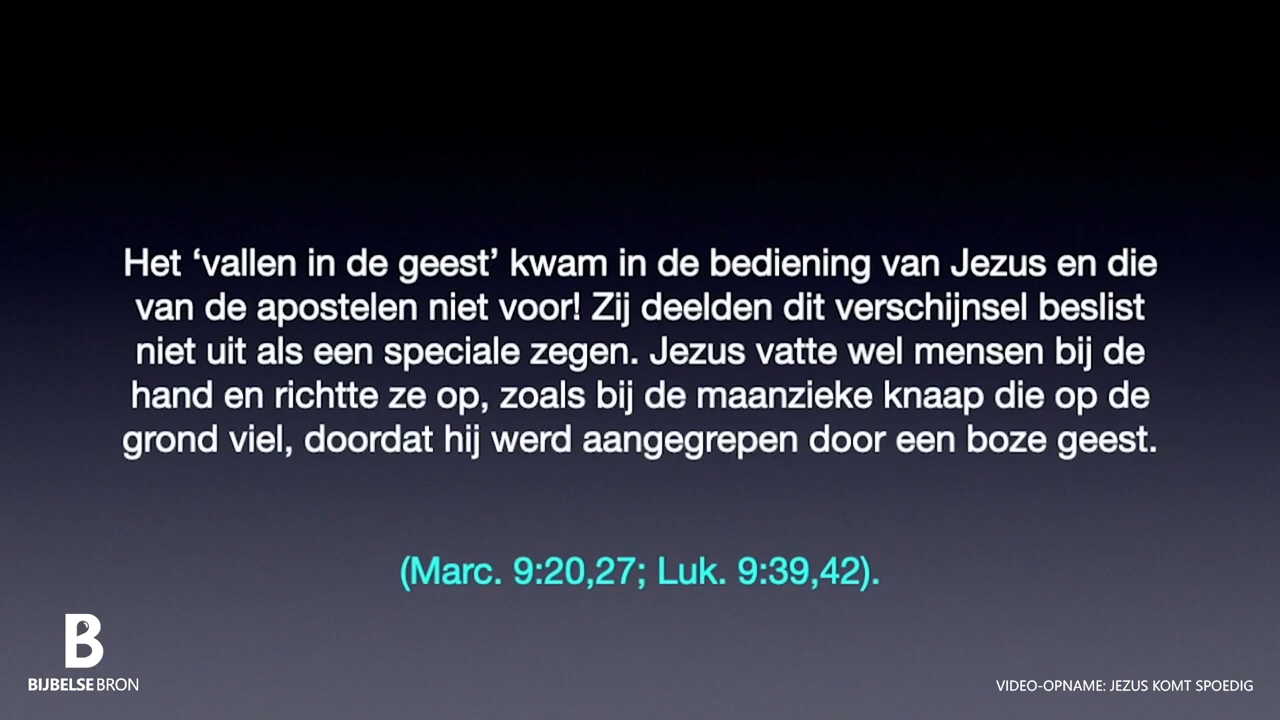 Het ‘vallen in de geest’ kwam in de bediening van Jezus en die
van de apostelen niet voor! Zij deelden dit verschijnsel beslist
niet uit als een speciale zegen. Jezus vatte wel mensen bij de
hand en richtte ze op, zoals bij de maanzieke knaap die op de
grond viel, doordat hij werd aangegrepen door een boze geest.
(Marc. 9:20,27; Luk. 9:39,42).
B
BIJBELSEBRON
VIDEO-OPNAME: JEZUS KOMT SPOEDIG